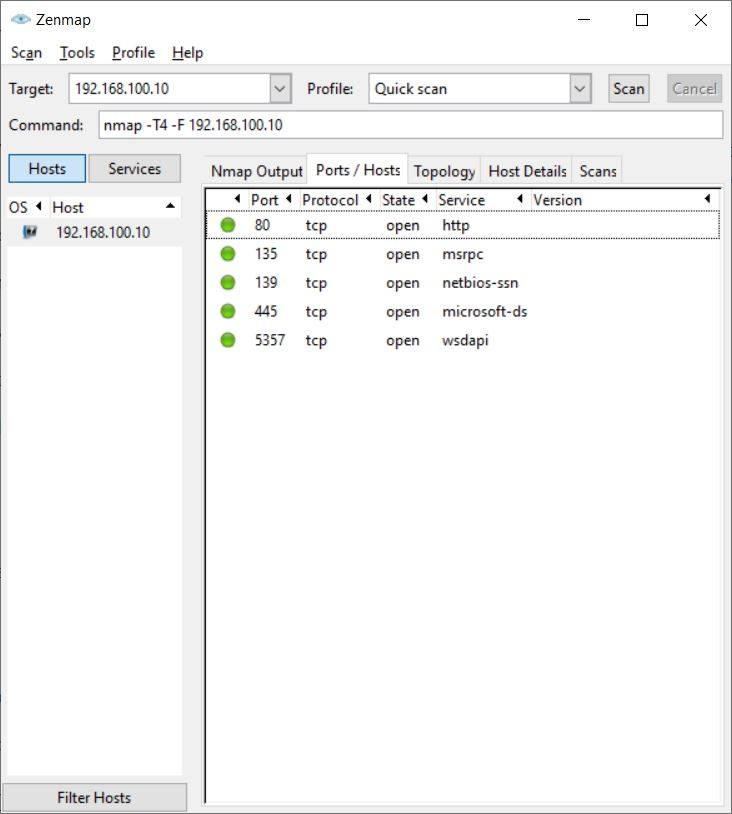 Zenmap
Scan Tools Profile Help
Target: 192.168.100.10 Profile: Quick scan Scan Cancel
Command: nmap -T4 -F 192.168.100.10
Hosts Services Nmap Output Ports / Hosts Topology Host Details Scans
OS Host
192.168.100.10
Port Protocol State Service Version
80 tcp open http
135 tcp open msrpc
139 tcp open netbios-ssn
445 tcp open microsoft-ds
5357 tcp open wsdapi
Filter Hosts